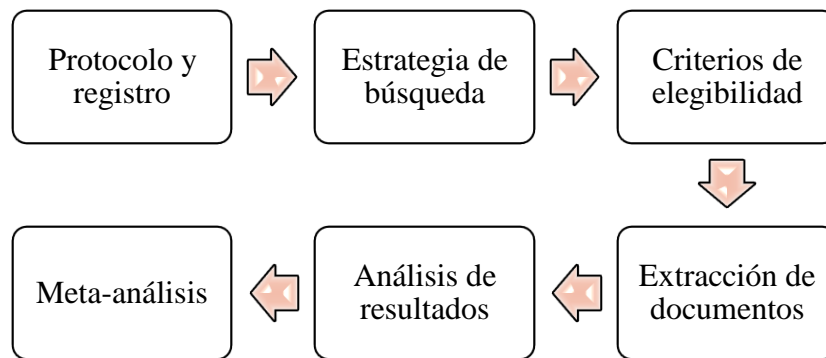 Protocolo y
registro
Estrategia de
búsqueda
Criterios de
elegibilidad
Extracción de
documentos
Análisis de
resultados
Meta-análisis